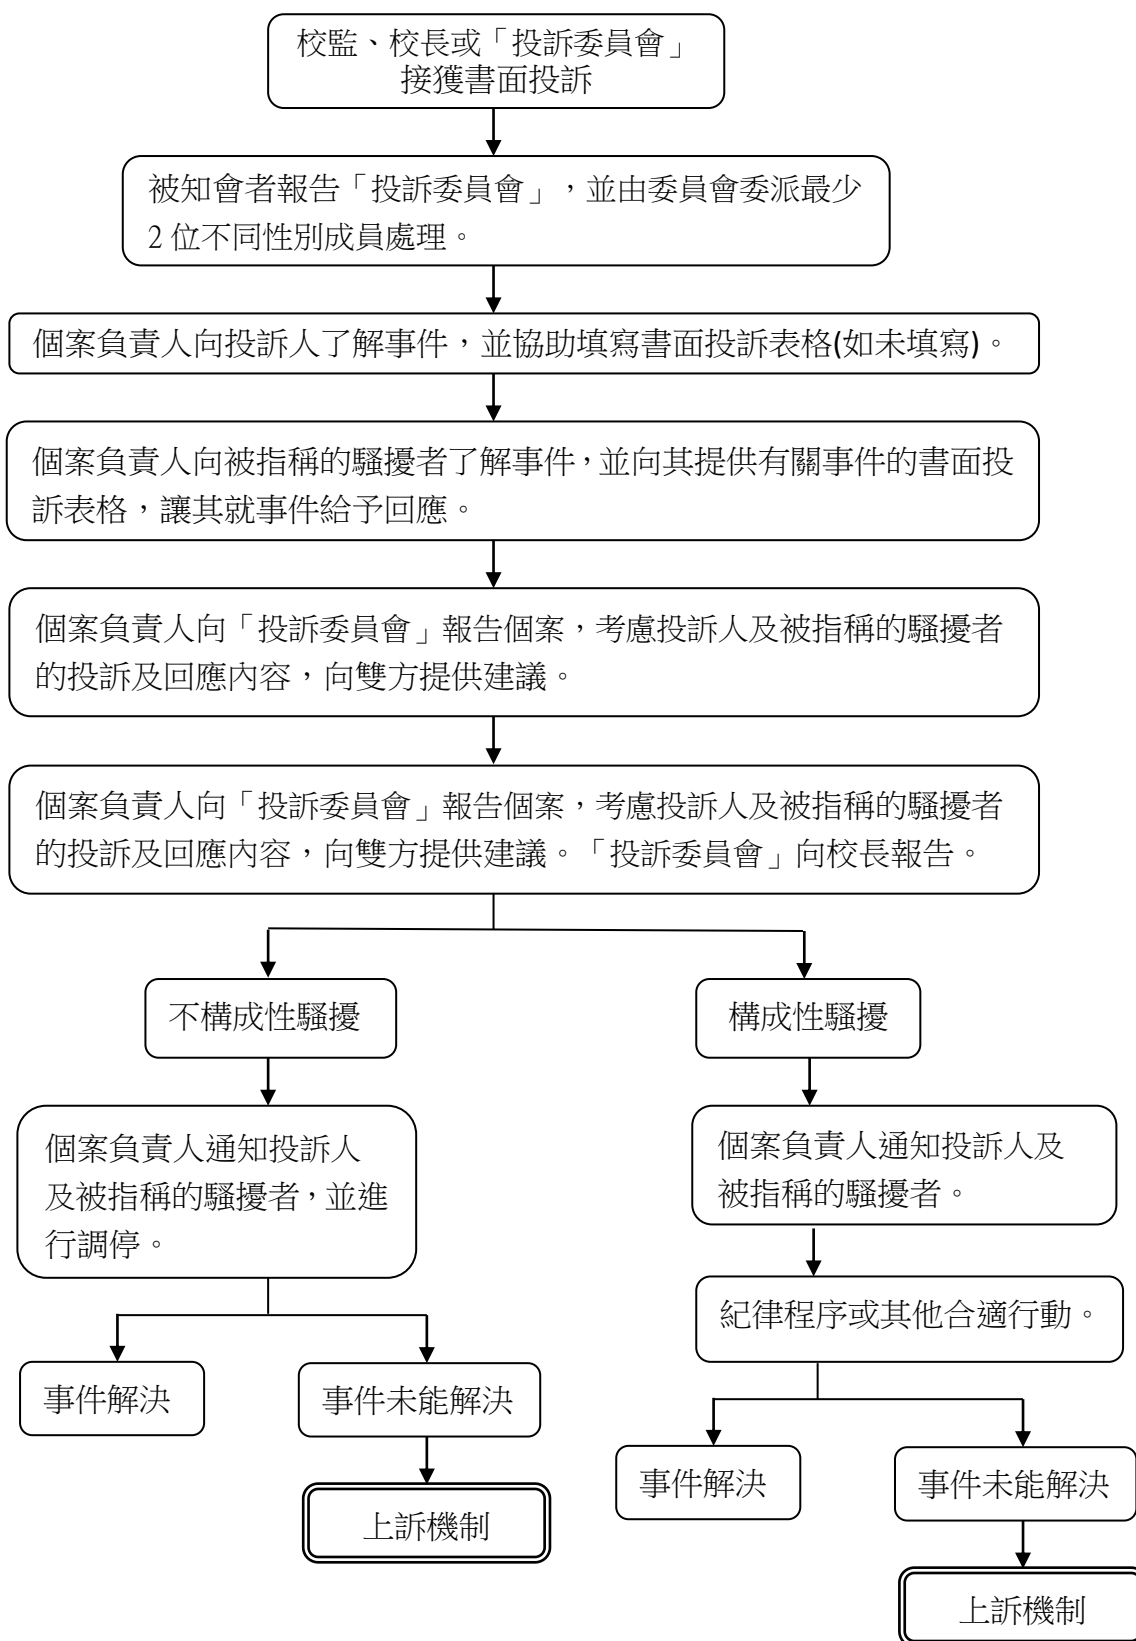 校監、校長或「投訴委員會」
接獲書面投訴
被知會者報告「投訴委員會」，並由委員會委派最少
2 位不同性別成員處理。
個案負責人向投訴人了解事件，並協助填寫書面投訴表格(如未填寫)。
個案負責人向被指稱的騷擾者了解事件，並向其提供有關事件的書面投
訴表格，讓其就事件給予回應。
個案負責人向「投訴委員會」報告個案，考慮投訴人及被指稱的騷擾者
的投訴及回應內容，向雙方提供建議。
個案負責人向「投訴委員會」報告個案，考慮投訴人及被指稱的騷擾者
的投訴及回應內容，向雙方提供建議。「投訴委員會」向校長報告。
不構成性騷擾
構成性騷擾
個案負責人通知投訴人
及被指稱的騷擾者，並進
行調停。
個案負責人通知投訴人及
被指稱的騷擾者。
紀律程序或其他合適行動。
事件解決
事件未能解決
事件解決
事件未能解決
上訴機制
上訴機制